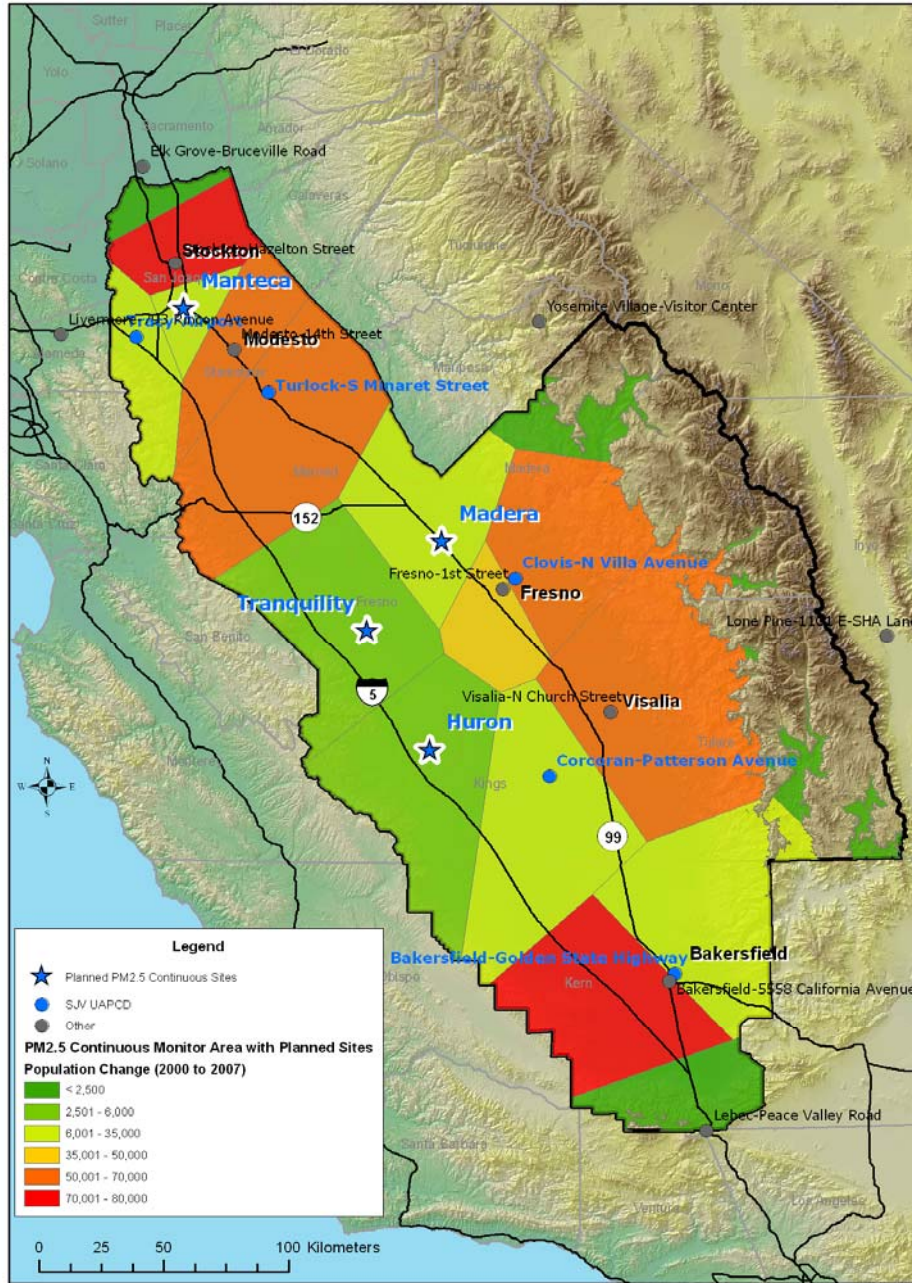 Sutter
Placer
El Dorado
Yolo
Sacramento
Amador
Alpine
Solano
Elk Grove-Bruceville Road
Calaveras
Stockton
Hazelton Street
Contra Costa
San Joaquin
Tuolumne
Mono
Manteca
Yosemite Village-Visitor Center
Modesto-14th Street
Modesto
Alameda
Stanislaus
Mariposa
Turlock-S Minaret Street
Santa Clara
Merced
Madera
Santa Cruz
152
Madera
Inyo
Clovis-N Villa Avenue
Fresno-1st Street
Fresno
Tranquility
Fresno
San Benito
Lone Pine-1101 E-SHA Lane
5
Visalia-N Church Street
Visalia
Huron
Tulare
Monterey
Corcoran-Patterson Avenue
Kings
N
W
E
S
99
Bakersfield
Bakersfield-Golden State Highway
Obispo
Kern
Bakersfield-5558 California Avenue
Lebec-Peace Valley Road
Santa Barbara
Ventura
Los Angeles
Legend
Planned PM2.5 Continuous Sites
SJV UAPCD
Other
PM2.5 Continuous Monitor Area with Planned Sites
Population Change (2000 to 2007)
< 2,500
2,501 - 6,000
6,001 - 35,000
35,001 - 50,000
50,001 - 70,000
70,001 - 80,000
0 25 50 100 Kilometers